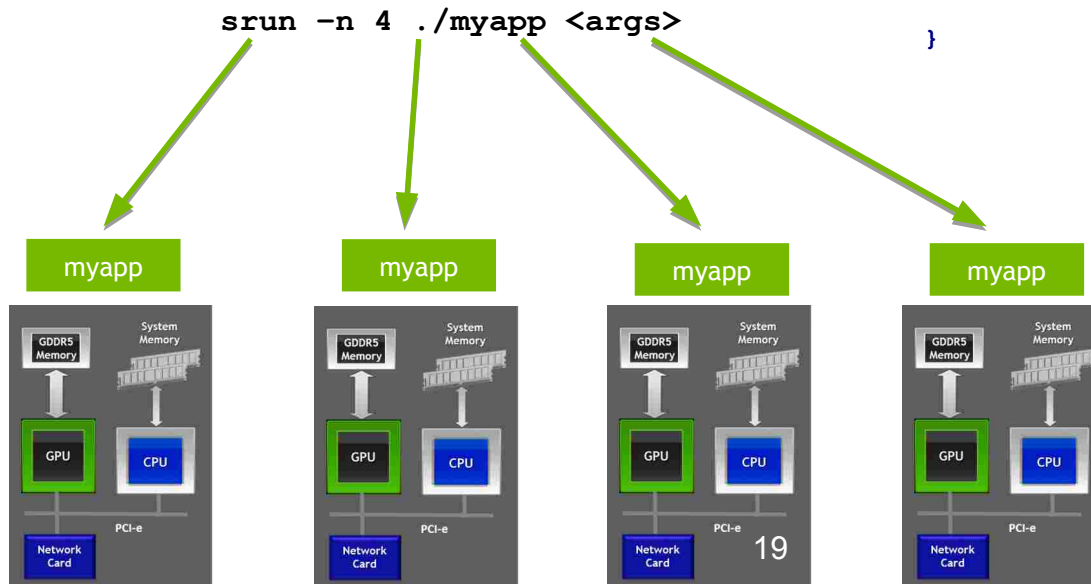 srun –n 4 ./myapp <args>
}
myapp
myapp
myapp
myapp
GDDR5
Memory
System
Memory
GPU
CPU
PCI-e
Network
Card
GDDR5
Memory
System
Memory
GPU
CPU
PCI-e
Network
Card
GDDR5
Memory
System
Memory
GPU
CPU
PCI-e
Network
Card
19
GDDR5
Memory
System
Memory
GPU
CPU
PCI-e
Network
Card